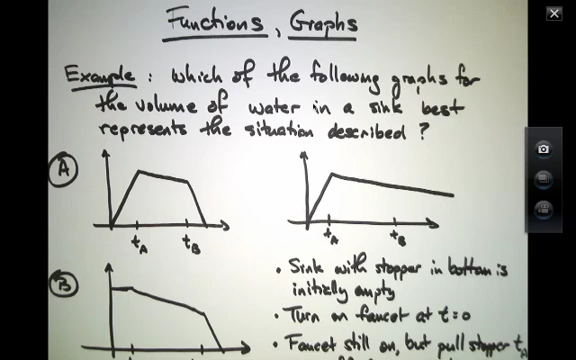 Functions, Graphs
Example: Which of the following graphs for
the volume of water in a sink best
represents the situation described?
A
tA
tB
tA
tB
• Sink with stopper in bottom is
initially empty
• Turn on faucet at t=0
B
• Faucet still on, but pull stopper tA